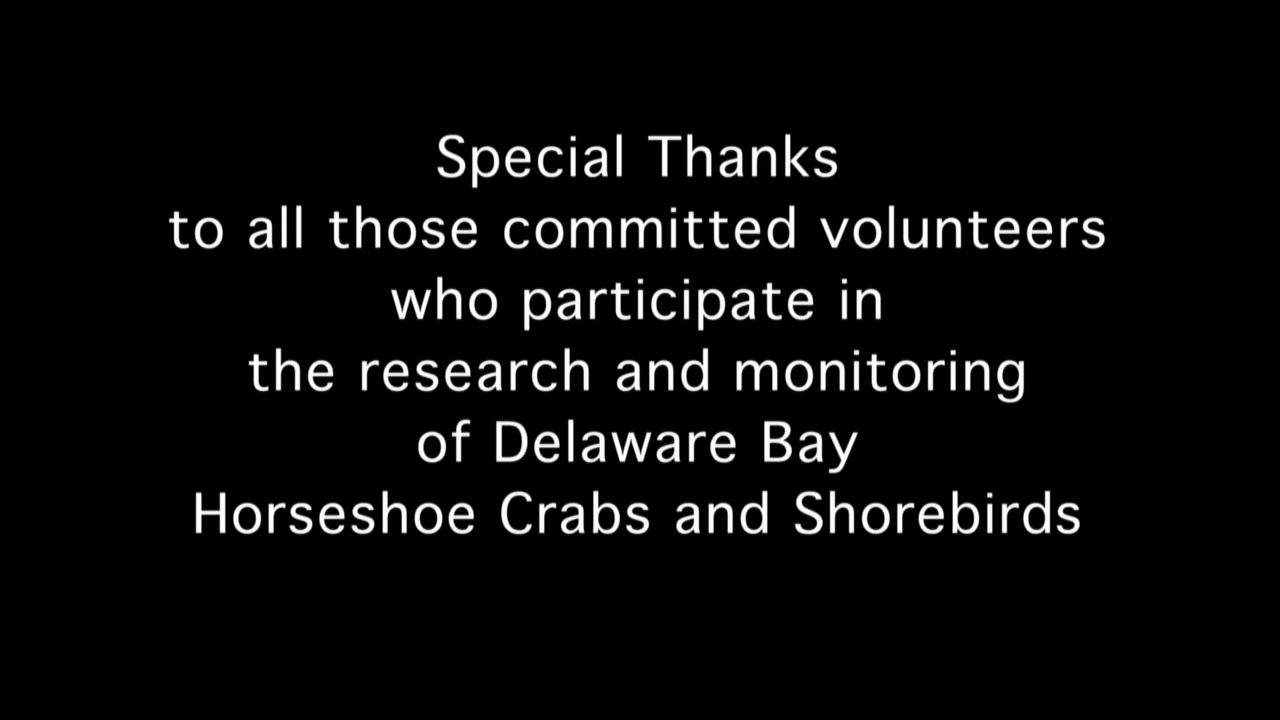 Special Thanks
to all those committed volunteers
who participate in
the research and monitoring
of Delaware Bay
Horseshoe Crabs and Shorebirds